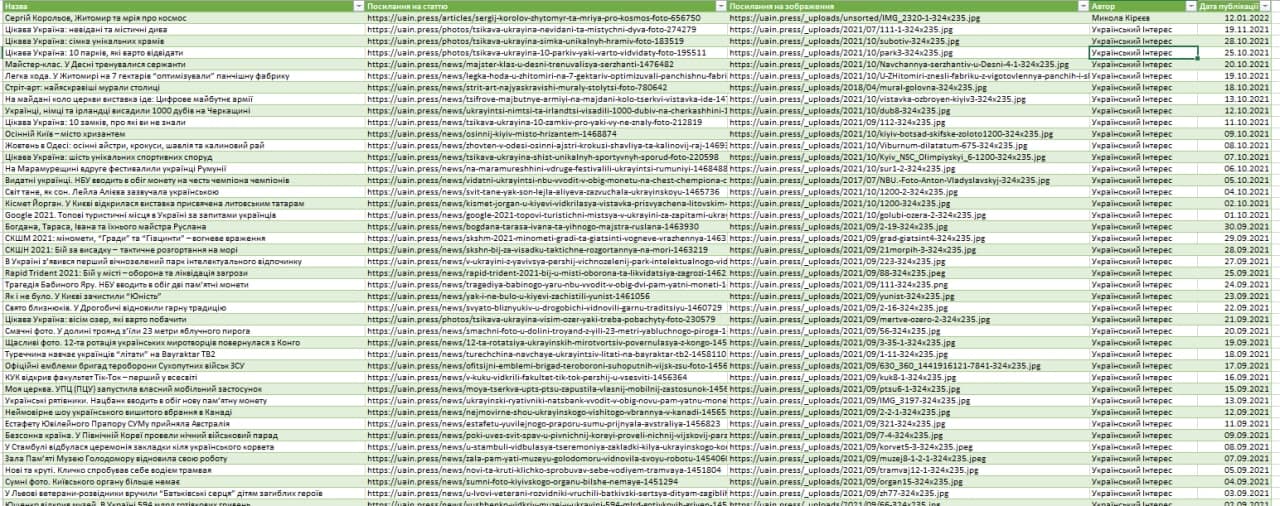 Назва Посилання на статтю Посилання на зображення Автор Дата публікації
Сергій Корольов, Житомир та мрія про космос https://uain.press/articles/sergij-korolov-zhytomyr-ta-mriya-pro-kosmos-foto-656750 https://uain.press/_uploads/unsorted/IMG_2320-1-324x235.jpg Микола Кірєєв 12.01.2022
Цікава Україна: невідані та містичні дива https://uain.press/photos/tsikava-ukrayina-nevidani-ta-mistychni-dyva-foto-274279 https://uain.press/_uploads/2021/07/111-1-324x235.jpg Український Інтерес 19.11.2021
Цікава Україна: сімка унікальних храмів https://uain.press/photos/tsikava-ukrayina-simka-unikalnyh-hramiv-foto-183519 https://uain.press/_uploads/2021/10/subotiv-324x235.jpg Український Інтерес 28.10.2021
Цікава Україна: 10 парків, які варто відвідати https://uain.press/photos/tsikava-ukrayina-10-parkiv-yaki-varto-vidvidaty-foto-195511 https://uain.press/_uploads/2021/10/park3-324x235.jpg Український Інтерес 25.10.2021
Майстер-клас. У Десні тренувалися сержанти https://uain.press/news/majster-klas-u-desni-trenuvalisya-serzhanti-1476482 https://uain.press/_uploads/2021/10/Navchannya-serzhantiv-u-Desni-4-1-324x235.jpg Український Інтерес 20.10.2021
Легка хода. У Житомирі на 7 гектарів "оптимізували" панчішну фабрику https://uain.press/news/legka-hoda-u-zhitomiri-na-7-gektariv-optimizuvali-panchishnu-fabri https://uain.press/_uploads/2021/10/U-ZHitomiri-znesli-fabriku-z-vigotovlennya-panchih-i-s Український Інтерес 19.10.2021
Стріт-арт: найяскравіші мурали столиці https://uain.press/news/strit-art-najyaskravishi-muraly-stolytsi-foto-780642 https://uain.press/_uploads/2018/04/mural-golovna-324x235.jpg Український Інтерес 18.10.2021
На майдані коло церкви виставка іде: Цифрове майбутнє армії https://uain.press/news/tsifrove-majbutnye-armiyi-na-majdani-kolo-tserkvi-vistavka-ide-14 https://uain.press/_uploads/2021/10/vistavka-ozbroyen-kiyiv3-324x235.jpg Український Інтерес 13.10.2021
Українці, німці та ірландці висадили 1000 дубів на Черкащині https://uain.press/news/ukrayintsi-nimtsi-ta-irlandtsi-visadili-1000-dubiv-na-cherkashhini-1 https://uain.press/_uploads/2021/10/dub8-324x235.jpg Український Інтерес 12.10.2021
Цікава Україна: 10 замків, про які ви не знали https://uain.press/photos/tsikava-ukrayina-10-zamkiv-pro-yaki-vy-ne-znaly-foto-212819 https://uain.press/_uploads/2021/09/112-324x235.jpg Український Інтерес 11.10.2021
Осінній Київ – місто хризантем https://uain.press/news/osinnij-kiyiv-misto-hrizantem-1468874 https://uain.press/_uploads/2021/10/kiyiv-botsad-skifske-zoloto1200-324x235.jpg Український Інтерес 09.10.2021
Жовтень в Одесі: осінні айстри, крокуси, шавлія та калиновий рай https://uain.press/news/zhovten-v-odesi-osinni-ajstri-krokusi-shavliya-ta-kalinovij-raj-1469 https://uain.press/_uploads/2021/10/Viburnum-dilatatum-675-324x235.jpg Український Інтерес 08.10.2021
Цікава Україна: шість унікальних спортивних споруд https://uain.press/photos/tsikava-ukrayina-shist-unikalnyh-sportyvnyh-sporud-foto-220598 https://uain.press/_uploads/2021/10/Kyiv_NSC_Olimpiyskyi_6-1200-324x235.jpg Український Інтерес 07.10.2021
На Марамурещині вдруге фестивалили українці Румунії https://uain.press/news/na-maramureshhini-vdruge-festivalili-ukrayintsi-rumuniyi-1468488 https://uain.press/_uploads/2021/10/sur1-2-324x235.jpg Український Інтерес 06.10.2021
Видатні українці. НБУ вводить в обіг монету на честь чемпіона чемпіонів https://uain.press/news/vidatni-ukrayintsi-nbu-vvodit-v-obig-monetu-na-chest-chempiona-c https://uain.press/_uploads/2017/07/NBU.-Foto-Anton-Vladyslavskyj-324x235.jpg Український Інтерес 05.10.2021
Світ тане, як сон. Лейла Алієва зазвучала українською https://uain.press/news/svit-tane-yak-son-lejla-aliyeva-zazvuchala-ukrayinskoyu-1465736 https://uain.press/_uploads/2021/10/1200-2-324x235.jpg Український Інтерес 04.10.2021
Кісмет Йорган. У Києві відкрилася виставка присвячена литовським татарам https://uain.press/news/kismet-jorgan-u-kiyevi-vidkrilasya-vistavka-prisvyachena-litovskim- https://uain.press/_uploads/2021/10/1200-324x235.jpg Український Інтерес 02.10.2021
Google 2021. Топові туристичні місця в Україні за запитами українців https://uain.press/news/google-2021-topovi-turistichni-mistsya-v-ukrayini-za-zapitami-ukray https://uain.press/_uploads/2021/10/golubi-ozera-2-324x235.jpg Український Інтерес 01.10.2021
Богдана, Тараса, Івана та їхнього майстра Руслана https://uain.press/news/bogdana-tarasa-ivana-ta-yihnogo-majstra-ruslana-1463930 https://uain.press/_uploads/2021/09/2-19-324x235.jpg Український Інтерес 30.09.2021
СКШМ 2021: міномети, "Гради" та "Гіацинти" – вогневе враження https://uain.press/news/skshm-2021-minometi-gradi-ta-giatsinti-vogneve-vrazhennya-1463 https://uain.press/_uploads/2021/09/grad-giatsint4-324x235.jpg Український Інтерес 29.09.2021
СКШН 2021: Бій за висадку – тактичне розгортання на морі https://uain.press/news/kshn-bij-za-visadku-taktichne-rozgortannya-na-mori-1463219 https://uain.press/_uploads/2021/09/21morpih-3-324x235.jpg Український Інтерес 28.09.2021
В Україні з'явився перший вічнозелений парк інтелектуального відпочинку https://uain.press/news/v-ukrayini-z-yavivsya-pershij-vichnozelenij-park-intelektualnogo-vid https://uain.press/_uploads/2021/09/223-324x235.jpg Український Інтерес 27.09.2021
Rapid Trident 2021: Бій у місті – оборона та ліквідація загрози https://uain.press/news/rapid-trident-2021-bij-u-misti-oborona-ta-likvidatsiya-zagrozi-1462 https://uain.press/_uploads/2021/09/88-324x235.jpeg Український Інтерес 25.09.2021
Трагедія Бабиного Яру. НБУ вводить в обіг дві пам'ятні монети https://uain.press/news/tragediya-babinogo-yaru-nbu-vvodit-v-obig-dvi-pam-yatni-moneti-1 https://uain.press/_uploads/2021/09/111-324x235.png Український Інтерес 24.09.2021
Як і не було. У Києві зачистили "Юність" https://uain.press/news/yak-i-ne-bulo-u-kiyevi-zachistili-yunist-1461056 https://uain.press/_uploads/2021/09/yunist-324x235.jpg Український Інтерес 23.09.2021
Свято близнюків. У Дрогобичі відновили гарну традицію https://uain.press/news/svyato-bliznyukiv-u-drogobichi-vidnovili-garnu-traditsiyu-1460729 https://uain.press/_uploads/2021/09/2-16-324x235.jpg Український Інтерес 22.09.2021
Цікава Україна: вісім озер, які варто побачити https://uain.press/photos/tsikava-ukrayina-visim-ozer-yaki-treba-pobachyty-foto-230579 https://uain.press/_uploads/2021/09/mertve-ozero-2-324x235.jpg Український Інтерес 21.09.2021
Смачні фото. У долині троянд з'їли 23 метри яблучного пирога https://uain.press/news/smachni-foto-u-dolini-troyand-z-yili-23-metri-yabluchnogo-piroga-1 https://uain.press/_uploads/2021/09/56-324x235.jpg Український Інтерес 20.09.2021
Щасливі фото. 12-та ротація українських миротворців повернулася з Конго https://uain.press/news/12-ta-rotatsiya-ukrayinskih-mirotvortsiv-povernulasya-z-kongo-145 https://uain.press/_uploads/2021/09/3-35-1-324x235.jpg Український Інтерес 19.09.2021
Туреччина навчає українців "літати" на Bayraktar TB2 https://uain.press/news/turechchina-navchaye-ukrayintsiv-litati-na-bayraktar-tb2-1458110 https://uain.press/_uploads/2021/09/1-11-324x235.jpg Український Інтерес 18.09.2021
Офіційні емблеми бригад тероборони Сухопутних військ ЗСУ https://uain.press/news/ofitsijni-emblemi-brigad-teroboroni-suhoputnih-vijsk-zsu-foto-1456 https://uain.press/_uploads/2021/09/630_360_1441916121-7841-324x235.jpg Український Інтерес 17.09.2021
КУК відкрив факультет Тік-Ток – перший у всесвіті https://uain.press/news/v-kuku-vidkrili-fakultet-tik-tok-pershij-u-vsesviti-1456364 https://uain.press/_uploads/2021/09/kuk8-1-324x235.jpg Український Інтерес 16.09.2021
Моя церква. УПЦ (ПЦУ) запустила власний мобільний застосунок https://uain.press/news/moya-tserkva-upts-ptsu-zapustila-vlasnij-mobilnij-zastosunok-1456 https://uain.press/_uploads/2021/09/ptsu6-1-324x235.jpg Український Інтерес 15.09.2021
Українські рятівники. Нацбанк вводить в обіг нову пам'ятну монету https://uain.press/news/ukrayinski-ryativniki-natsbank-vvodit-v-obig-novu-pam-yatnu-mone https://uain.press/_uploads/2021/09/IMG_3197-324x235.jpg Український Інтерес 13.09.2021
Неймовірне шоу українського вишитого вбрання в Канаді https://uain.press/news/nejmovirne-shou-ukrayinskogo-vishitogo-vbrannya-v-kanadi-14565 https://uain.press/_uploads/2021/09/2-2-1-324x235.jpg Український Інтерес 12.09.2021
Естафету Ювілейного Прапору СУМу прийняла Австралія https://uain.press/news/estafetu-yuvilejnogo-praporu-sumu-prijnyala-avstraliya-1456823 https://uain.press/_uploads/2021/09/321-324x235.jpg Український Інтерес 11.09.2021
Безсонна країна. У Північній Кореї провели нічний військовий парад https://uain.press/news/poki-uves-svit-spav-u-pivnichnij-koreyi-proveli-nichnij-vijskovij-parz https://uain.press/_uploads/2021/09/7-4-324x235.jpg Український Інтерес 09.09.2021
У Стамбулі відбулася церемонія закладки кіля українського корвета https://uain.press/news/u-stambuli-vidbulasya-tseremoniya-zakladki-kilya-ukrayinskogo-ko https://uain.press/_uploads/2021/09/korvet5-3-324x235.jpeg Український Інтерес 08.09.2021
Зала Пам'яті Музею Голодомору відновила свою роботу https://uain.press/news/zala-pam-yati-muzeyu-golodomoru-vidnovila-svoyu-robotu-145406 https://uain.press/_uploads/2021/09/muzej8-1-2-1-324x235.jpeg Український Інтерес 07.09.2021
Нові та круті. Кличко спробував себе водієм трамвая https://uain.press/news/novi-ta-kruti-klichko-sprobuvav-sebe-vodiyem-tramvaya-1451804 https://uain.press/_uploads/2021/09/tramvaj12-1-324x235.jpg Український Інтерес 05.09.2021
Сумні фото. Київського органу більше немає https://uain.press/news/sumni-foto-kiyivskogo-organu-bilshe-nemaye-1451294 https://uain.press/_uploads/2021/09/organ15-324x235.jpg Український Інтерес 04.09.2021
У Львові ветерани-розвідники вручили "Батьківські серця" дітям загиблих героїв https://uain.press/news/u-lvovi-veterani-rozvidniki-vruchili-batkivski-sertsya-dityam-zagibli https://uain.press/_uploads/2021/09/zh77-324x235.jpg Український Інтерес 03.09.2021